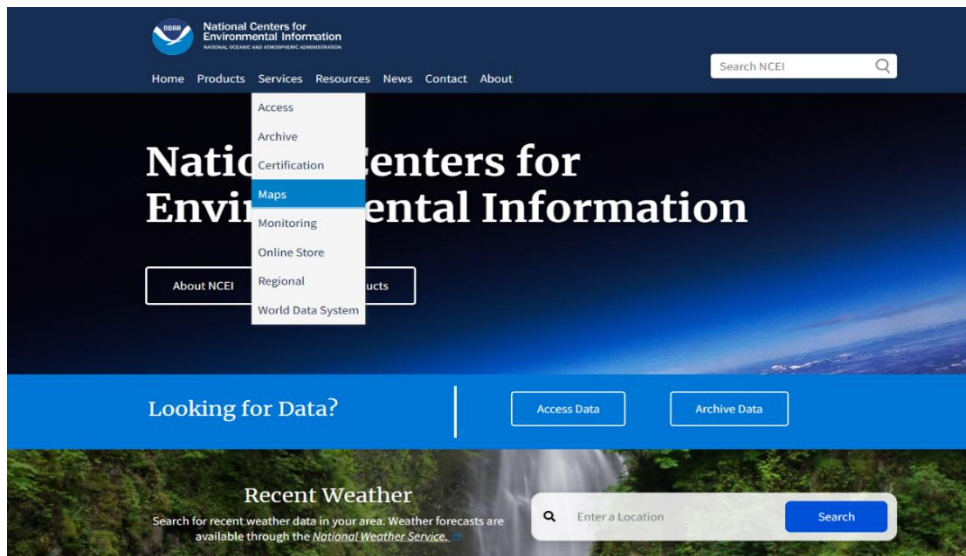 NOAA
National Centers for
Environmental Information
NATIONAL OCEANIC AND ATMOSPHERIC ADMINISTRATION
Search NCEI
Home Products Services Resources News Contact About
Access
Archive
Certification
Maps
Monitoring
Online Store
Regional
World Data System
Natio enters for
Envi ental Information
About NCEI ucts
Looking for Data?
Access Data
Archive Data
Recent Weather
Search for recent weather data in your area. Weather forecasts are
available through the National Weather Service.
Enter a Location
Search